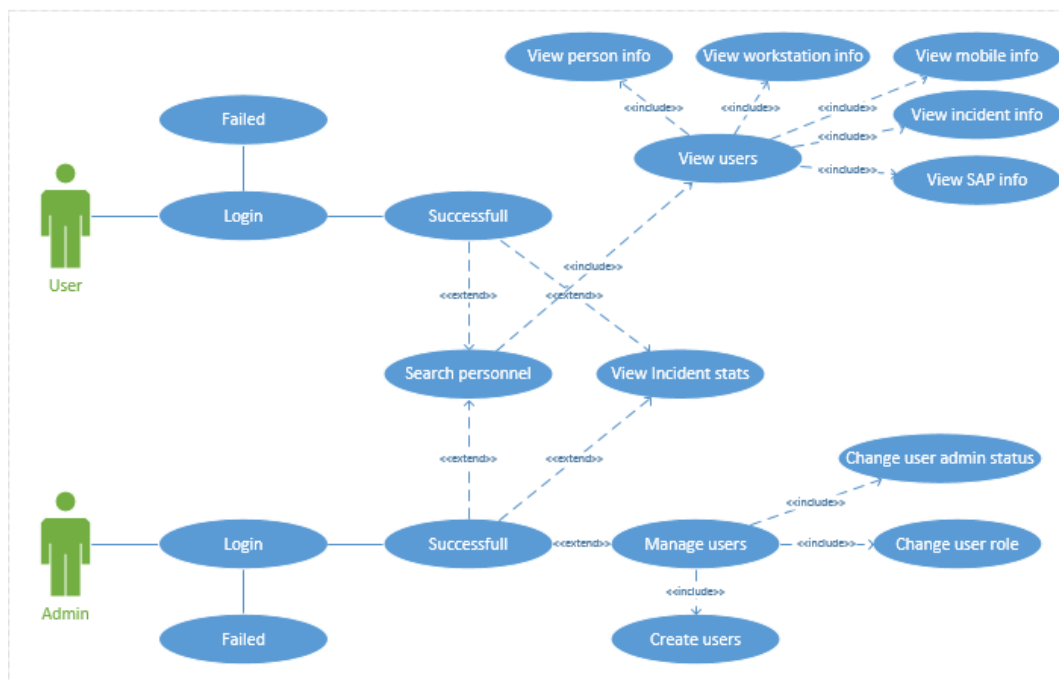 View person info
View workstation info
View mobile info
<<include>>
<<include>>
<<include>>
View incident info
Failed
<<include>>
View users
<<include>>
View SAP info
Login
Successfull
User
<<include>>
<<extend>>
<<extend>>
Search personnel
View Incident stats
<<extend>>
<<extend>>
Change user admin status
<<include>>
Login
Successfull
<<extend>>
Manage users
<<include>>
Change user role
Admin
<<include>>
Failed
Create users